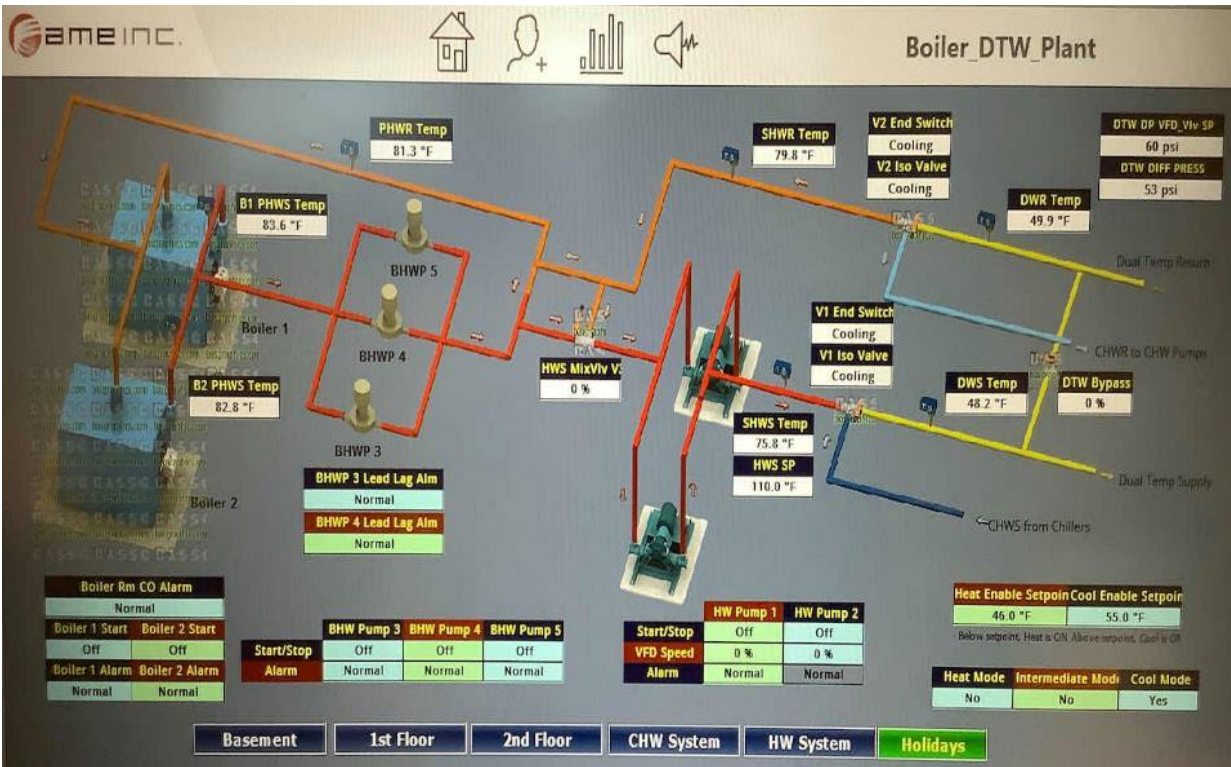 Gameinc.
Boiler_DTW_Plant
PHWR Temp
81.3 °F
SHWR Temp
79.8 °F
V2 End Switch
Cooling
V2 Iso Valve
Cooling
DTW DP VFD_Vlv SP
60 psi
DTW DIFF PRESS
53 psi
DWR Temp
49.9 °F
B1 PHWS Temp
83.6 °F
BHWP 5
Dual Temp Return
Boiler 1
BHWP 4
V1 End Switch
Cooling
V1 Iso Valve
Cooling
CHWR to CHW Pumps
HWS MixVlv V
0 %
B2 PHWS Temp
82.8 °F
DWS Temp
48.2 °F
DTW Bypass
0 %
BHWP 3
SHWS Temp
75.8 °F
HWS SP
110.0 °F
BHWP 3 Lead Lag Alm
Normal
BHWP 4 Lead Lag Alm
Normal
Boiler 2
Dual Temp Supply
CHWS from Chillers
Boiler Rm CO Alarm
Normal
Boiler 1 Start Boiler 2 Start
Off Off
Boiler 1 Alarm Boiler 2 Alarm
Normal Normal
BHW Pump 3 BHW Pump 4 BHW Pump 5
Start/Stop Off Off Off
Alarm Normal Normal Normal
HW Pump 1 HW Pump 2
Start/Stop Off Off
VFD Speed 0 % 0 %
Alarm Normal Normal
Heat Enable Setpoin Cool Enable Setpoin
46.0 °F 55.0 °F
Below setpoint, Heat is ON. Above setpoint, Cool is
Heat Mode Intermediate Mod Cool Mode
No No Yes
Basement 1st Floor 2nd Floor CHW System HW System Holidays